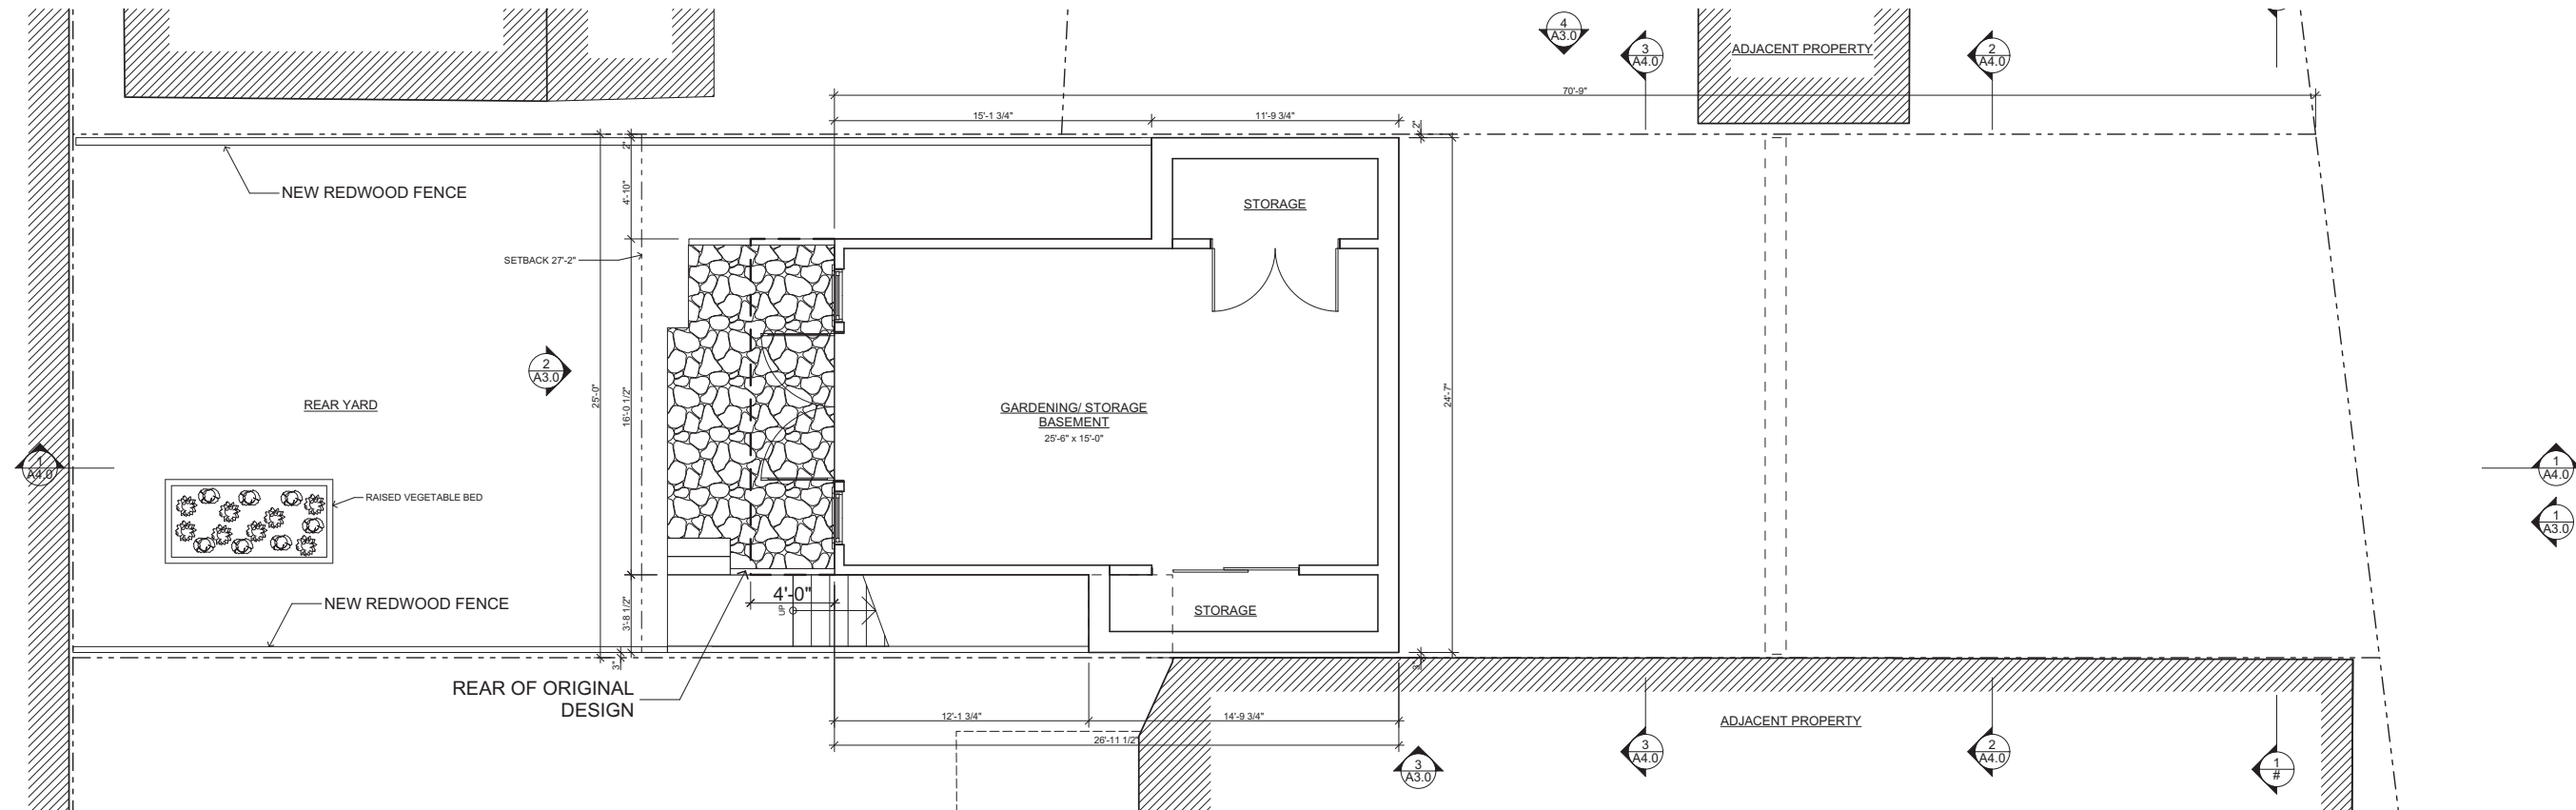 4
A3.0
3
A4.0
ADJACENT PROPERTY
2
A4.0
70'-9"
15'-1 3/4"
11'-9 3/4"
2"
2"
NEW REDWOOD FENCE
4'-10"
STORAGE
SETBACK 27'-2"
2
A3.0
25'-0"
16'-0 1/2"
24'-7"
REAR YARD
GARDENING/ STORAGE
BASEMENT
25'-6" x 15'-0"
1
A4.0
1
A4.0
RAISED VEGETABLE BED
1
A3.0
NEW REDWOOD FENCE
4'-0"
UP
3'-8 1/2"
STORAGE
3"
3"
REAR OF ORIGINAL
DESIGN
12'-1 3/4"
14'-9 3/4"
ADJACENT PROPERTY
26'-11 1/2"
3
A3.0
3
A4.0
2
A4.0
1
#